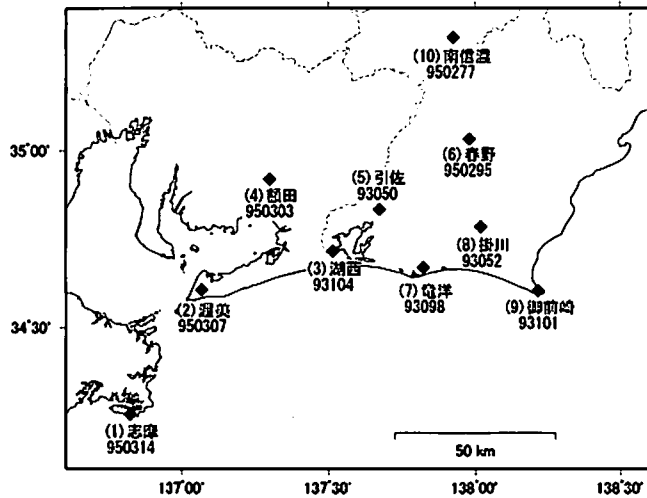 (10) 南信濃
950277
35°00'
(6) 春野
950295
(5) 引佐
93050
(4) 額田
950303
(8) 掛川
93052
(3) 湖西
93104
(7) 竜洋
93098
(9) 御前崎
93101
(2) 渥美
950307
34°30'
(1) 志摩
950314
50 km
137°00'
137°30'
138°00'
138°30'